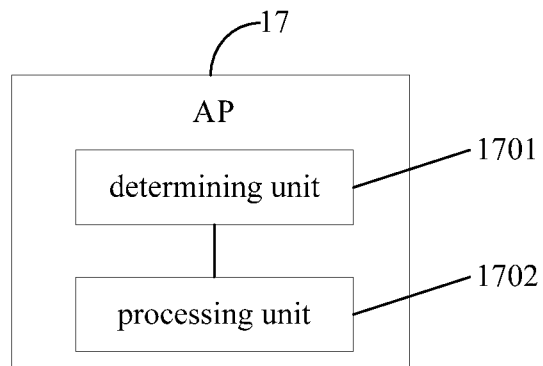 17
AP
1701
determining unit
1702
processing unit